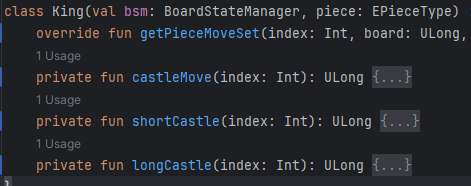 class King(val bsm: BoardStateManager, piece: EPieceType)
override fun getPieceMoveSet(index: Int, board: ULong,
1 Usage
private fun castleMove(index: Int): ULong {...}
1 Usage
private fun shortCastle(index: Int): ULong {...}
1 Usage
private fun longCastle(index: Int): ULong {...}
}